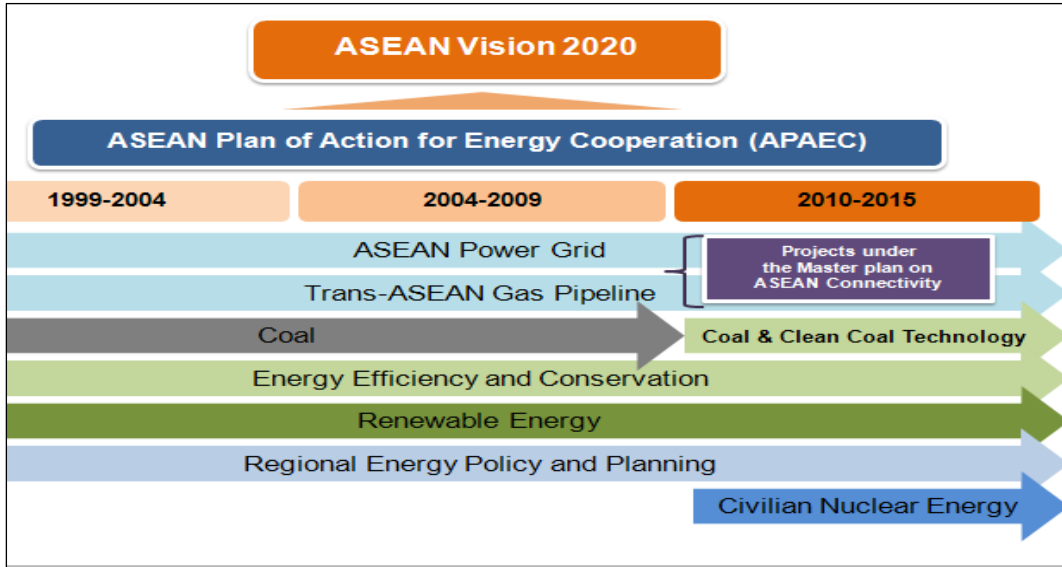 ASEAN Vision 2020
ASEAN Plan of Action for Energy Cooperation (APAEC)
1999-2004
2004-2009
2010-2015
ASEAN Power Grid
Trans-ASEAN Gas Pipeline
Projects under
the Master plan on
ASEAN Connectivity
Coal
Coal & Clean Coal Technology
Energy Efficiency and Conservation
Renewable Energy
Regional Energy Policy and Planning
Civilian Nuclear Energy